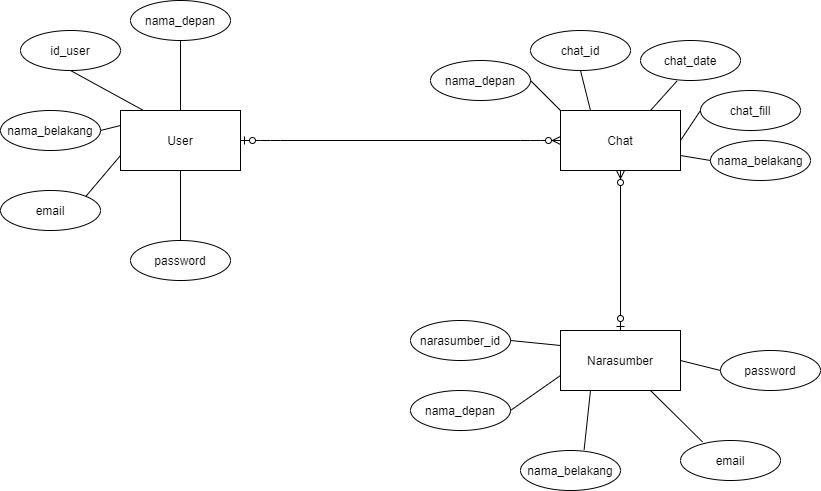 nama_depan
id_user
nama_belakang
User
email
password
chat_id
chat_date
nama_depan
chat_fill
Chat
nama_belakang
narasumber_id
Narasumber
password
nama_depan
nama_belakang
email